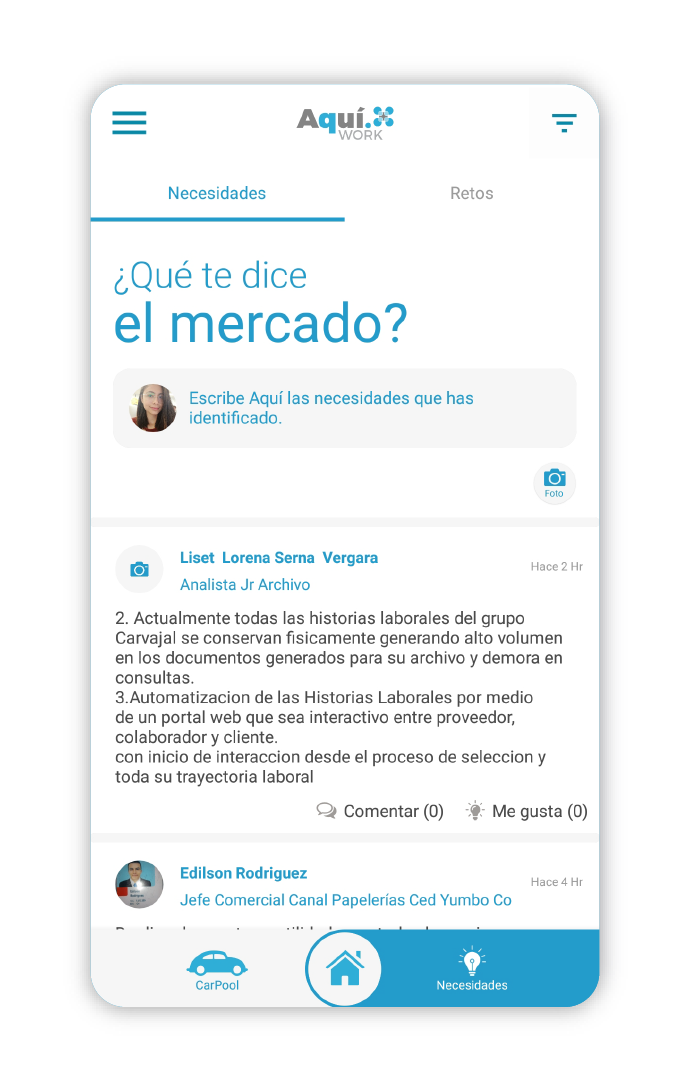 Aquí.
WORK
Necesidades
Retos
¿Qué te dice
el mercado?
Escribe Aquí las necesidades que has
identificado.
Foto
Liset Lorena Serna Vergara
Hace 2 Hr
Analista Jr Archivo
2. Actualmente todas las historias laborales del grupo
Carvajal se conservan fisicamente generando alto volumen
en los documentos generados para su archivo y demora en
consultas.
3.Automatizacion de las Historias Laborales por medio
de un portal web que sea interactivo entre proveedor,
colaborador y cliente.
con inicio de interaccion desde el proceso de seleccion y
toda su trayectoria laboral
Comentar (0)
Me gusta (0)
Edilson Rodriguez
Hace 4 Hr
Jefe Comercial Canal Papelerías Ced Yumbo Co
CarPool
Necesidades